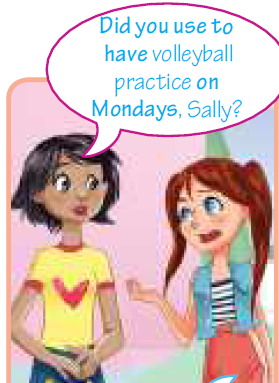 Did you use to
have volleyball
practice on
Mondays, Sally?